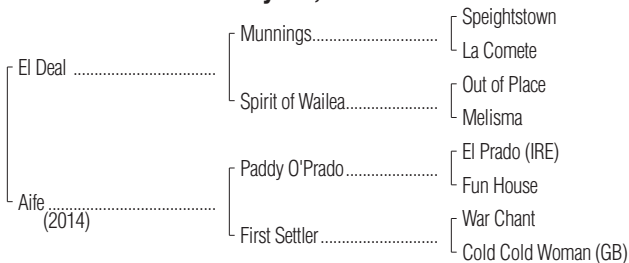 Munnings
Speightstown
La Comete
El Deal
Spirit of Wailea
Out of Place
Melisma
Paddy O'Prado
El Prado (IRE)
Fun House
Aife
(2014)
First Settler
War Chant
Cold Cold Woman (GB)